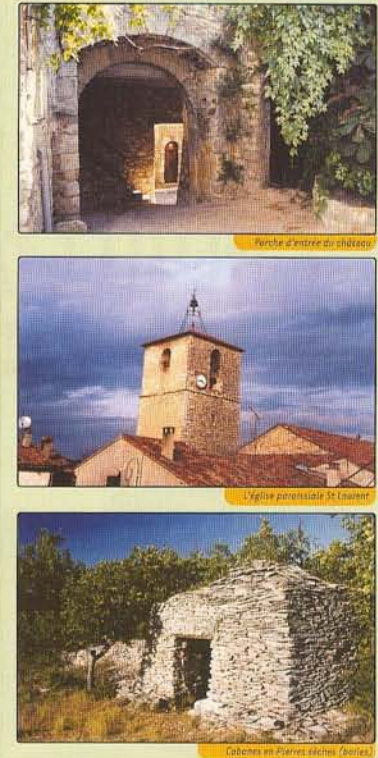 Porche d'entrée du château
L'église paroissiale St Laurent
Cabanes en Pierres sèches (bories)